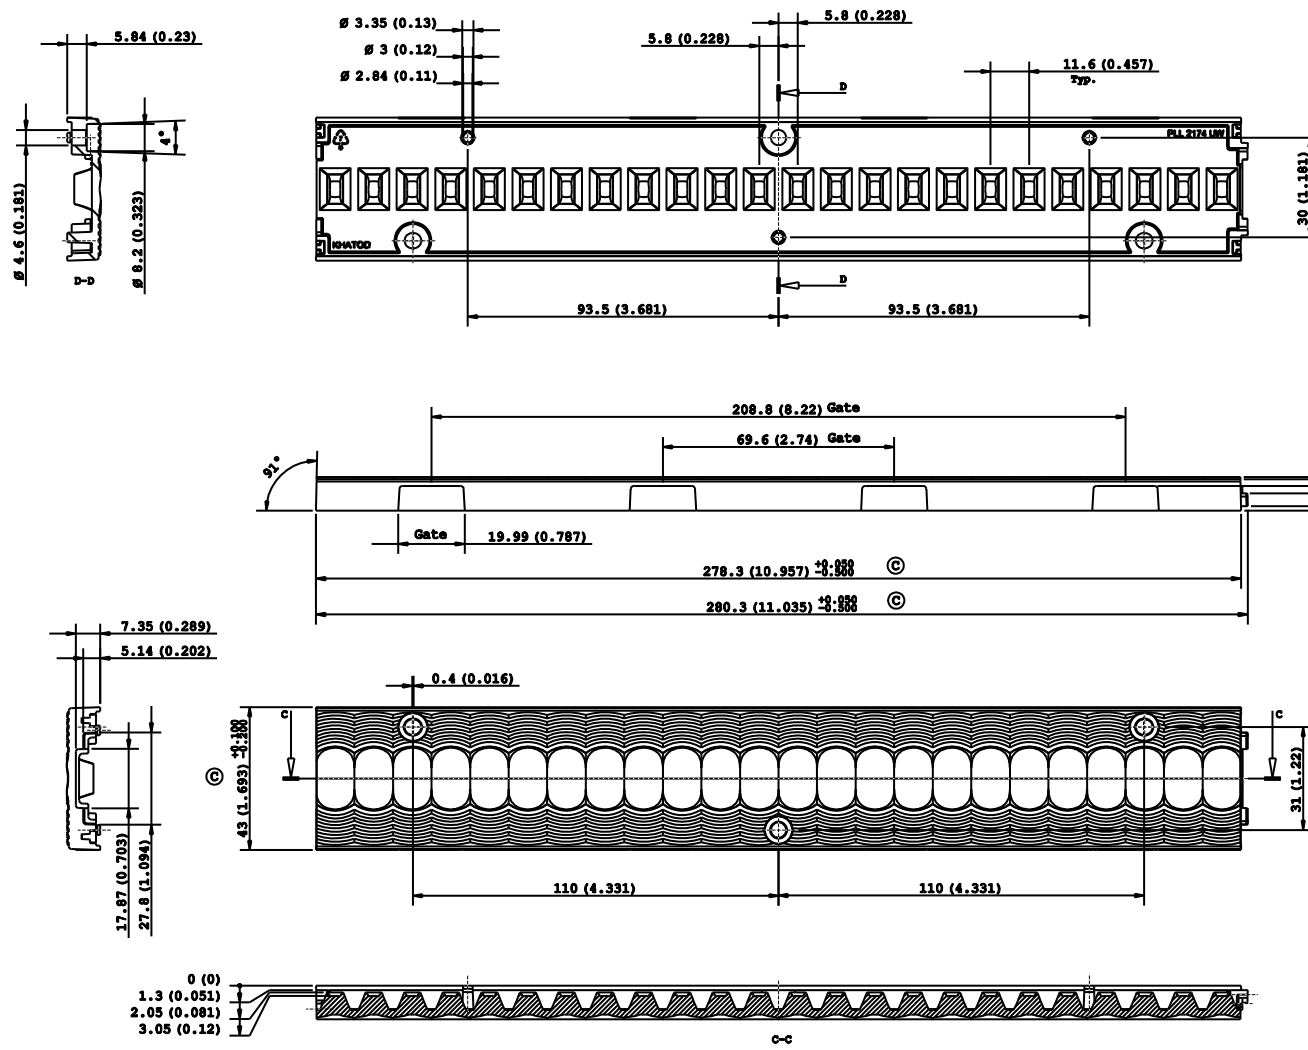 5.84 (0.23)
Ø 3.35 (0.13)
Ø 3 (0.12)
Ø 2.84 (0.11)
5.8 (0.228)
5.8 (0.228)
11.6 (0.457)
Typ.
D
4°
PLL 2174 UW
Ø 4.6 (0.181)
Ø 8.2 (0.323)
30 (1.181)
KHATOD
D-D
D
93.5 (3.681)
93.5 (3.681)
208.8 (8.22) Gate
69.6 (2.74) Gate
91°
Gate
19.99 (0.787)
278.3 (10.957) +0.050 -0.500 C
280.3 (11.035) +0.050 -0.500 C
7.35 (0.289)
5.14 (0.202)
0.4 (0.016)
C
C
43 (1.693) +0.100 -0.200
C
31 (1.22)
17.87 (0.703)
27.8 (1.094)
110 (4.331)
110 (4.331)
0 (0)
1.3 (0.051)
2.05 (0.081)
3.05 (0.12)
C-C